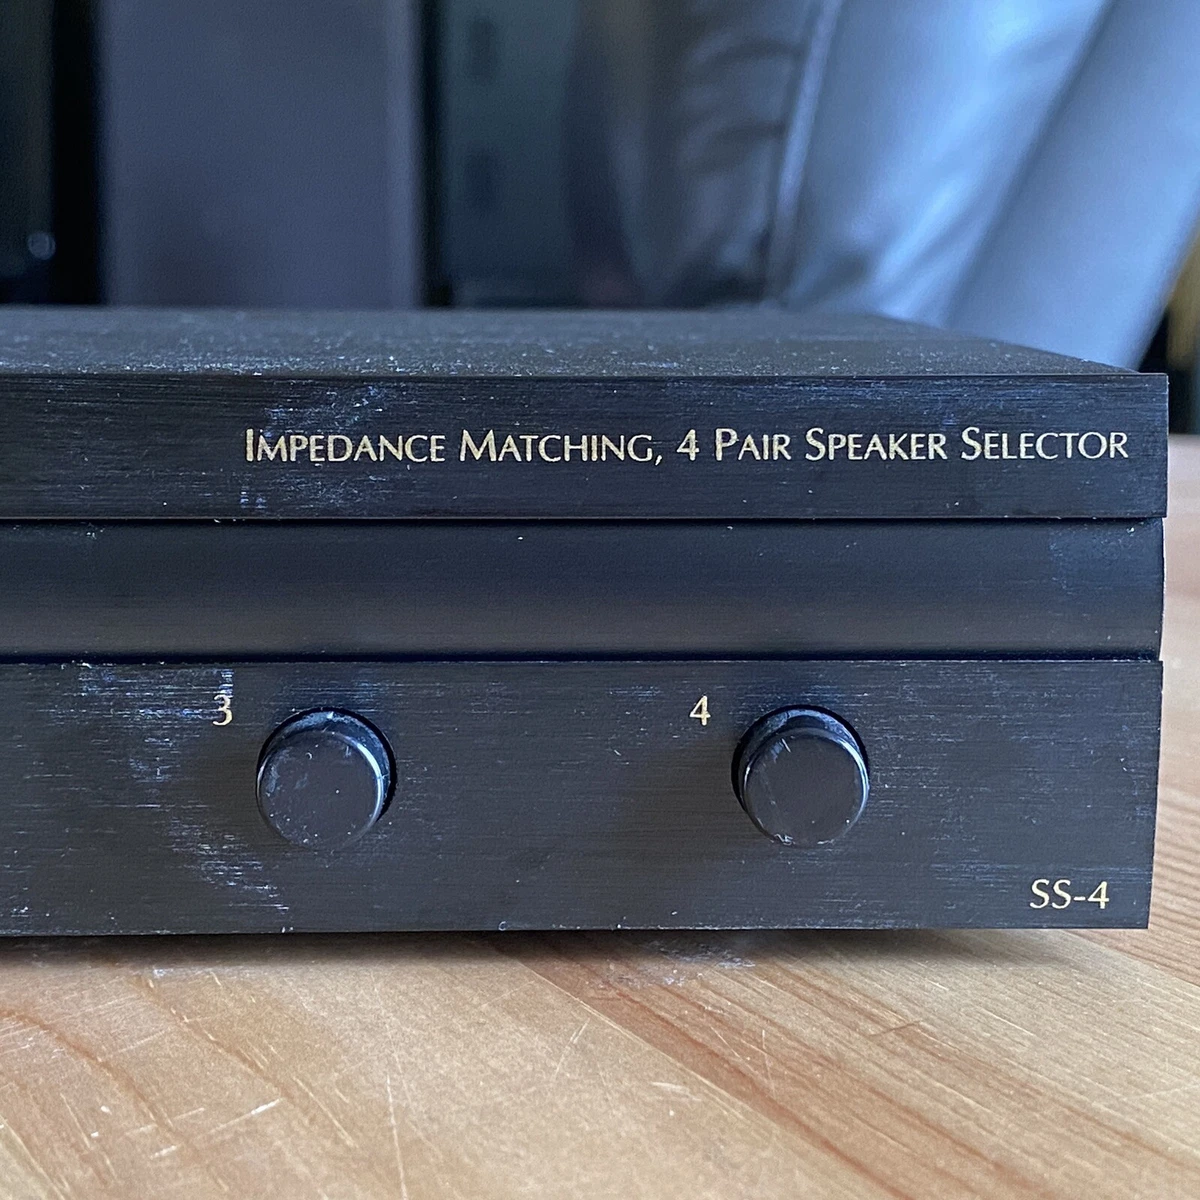 IMPEDANCE MATCHING, 4 PAIR SPEAKER SELECTOR
3 4
SS-4